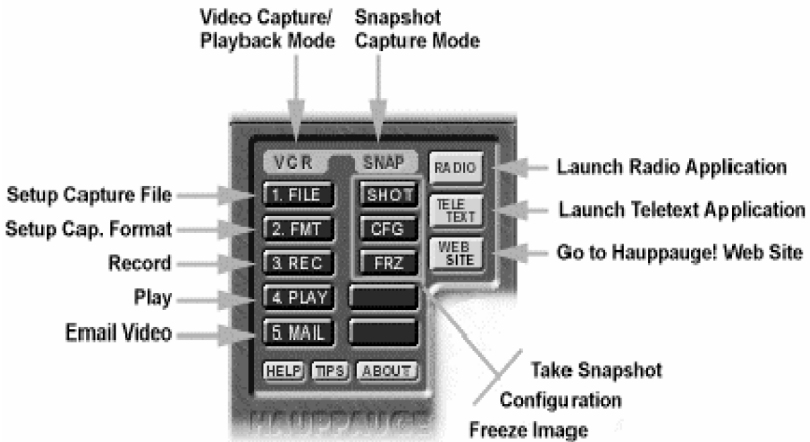 Video Capture/
Playback Mode
Snapshot
Capture Mode
VCR
SNAP
RADIO
Launch Radio Application
Setup Capture File
1. FILE
SHOT
TELE
TEXT
Launch Teletext Application
Setup Cap. Format
2. FMT
CFG
WEB
SITE
Go to Hauppauge! Web Site
Record
3. REC
FRZ
Play
4. PLAY
Email Video
5. MAIL
HELP
TIPS
ABOUT
Take Snapshot
Configuration
Freeze Image
HAUPPAUGE